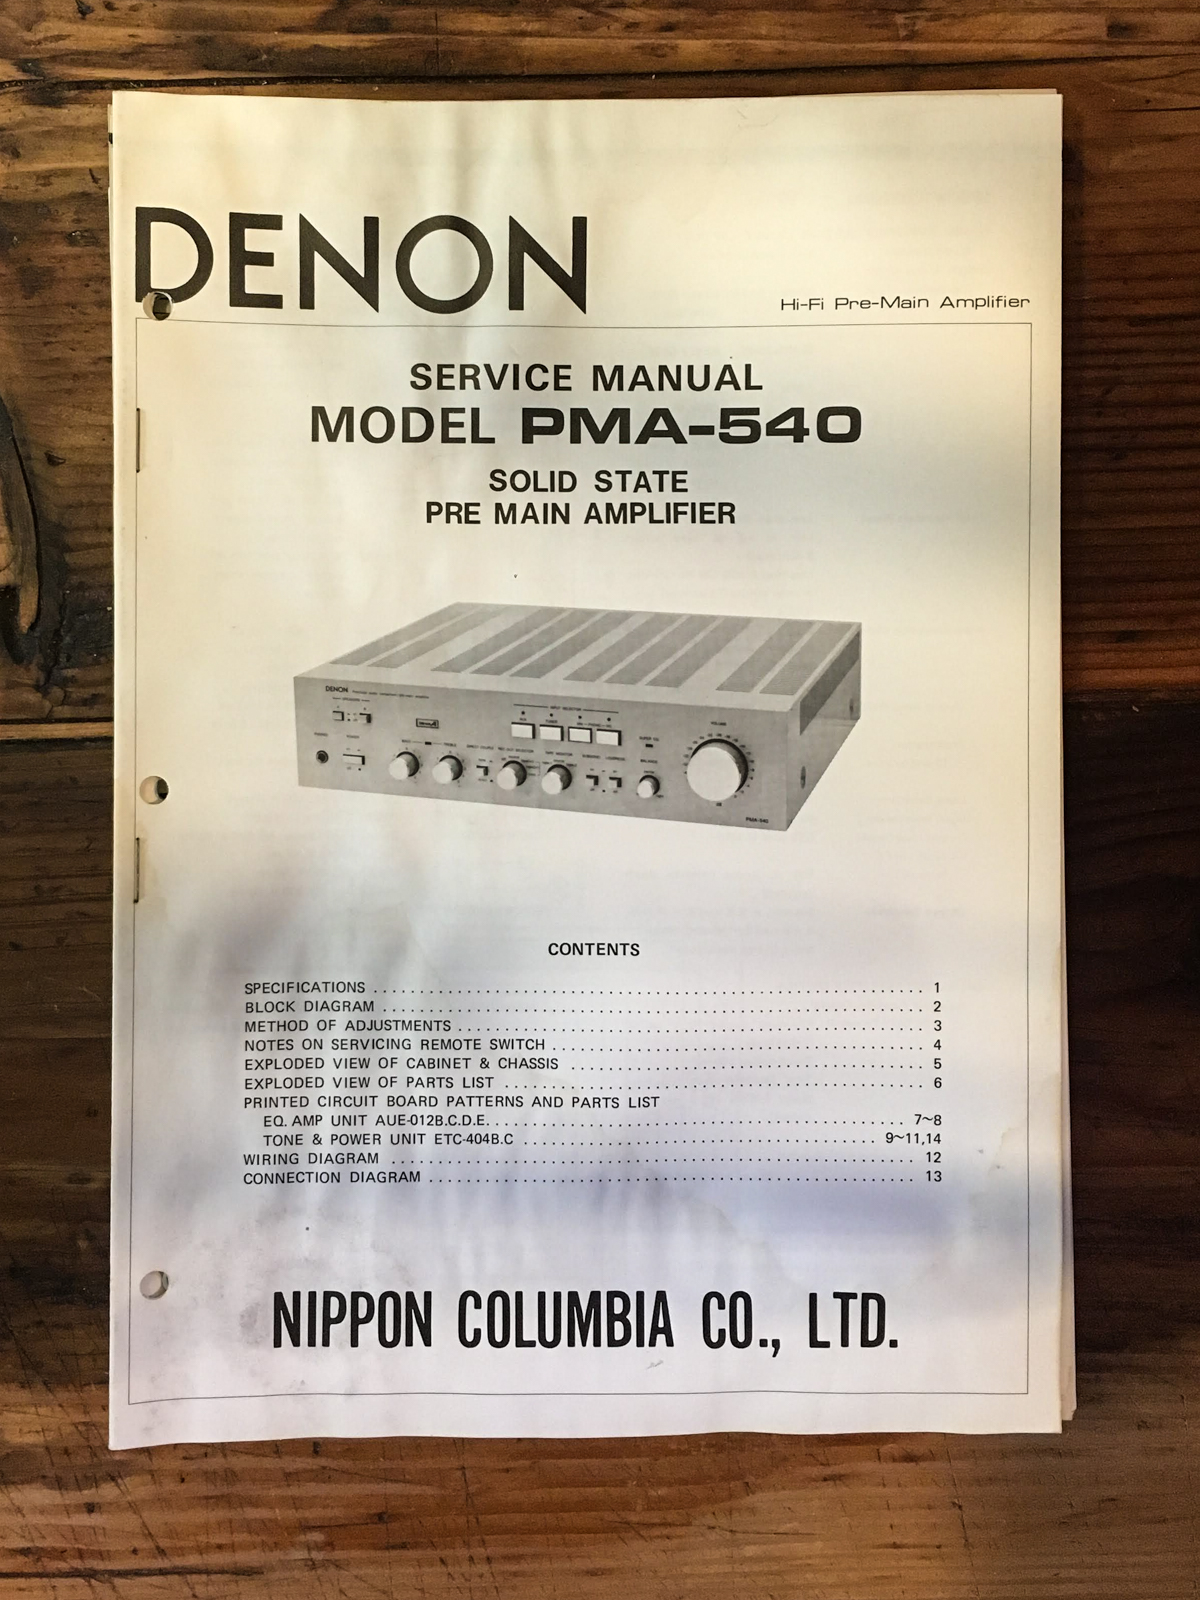 DENON
Hi-Fi Pre-Main Amplifier
SERVICE MANUAL
MODEL PMA-540
SOLID STATE
PRE MAIN AMPLIFIER
DENON
INPUT SELECTOR
VOLUME
PMA-540
CONTENTS
SPECIFICATIONS . . . . . . . . . . 1
BLOCK DIAGRAM . . . . . . . . . . 2
METHOD OF ADJUSTMENTS . . . . . . . . . . 3
NOTES ON SERVICING REMOTE SWITCH . . . . . . . . . . 4
EXPLODED VIEW OF CABINET & CHASSIS . . . . . . . . . . 5
EXPLODED VIEW OF PARTS LIST . . . . . . . . . . 6
PRINTED CIRCUIT BOARD PATTERNS AND PARTS LIST
EQ. AMP UNIT AUE-012B.C.D.E. . . . . . . . . . . 7~8
TONE & POWER UNIT ETC-404B.C . . . . . . . . . . 9~11,14
WIRING DIAGRAM . . . . . . . . . . 12
CONNECTION DIAGRAM . . . . . . . . . . 13
NIPPON COLUMBIA CO., LTD.